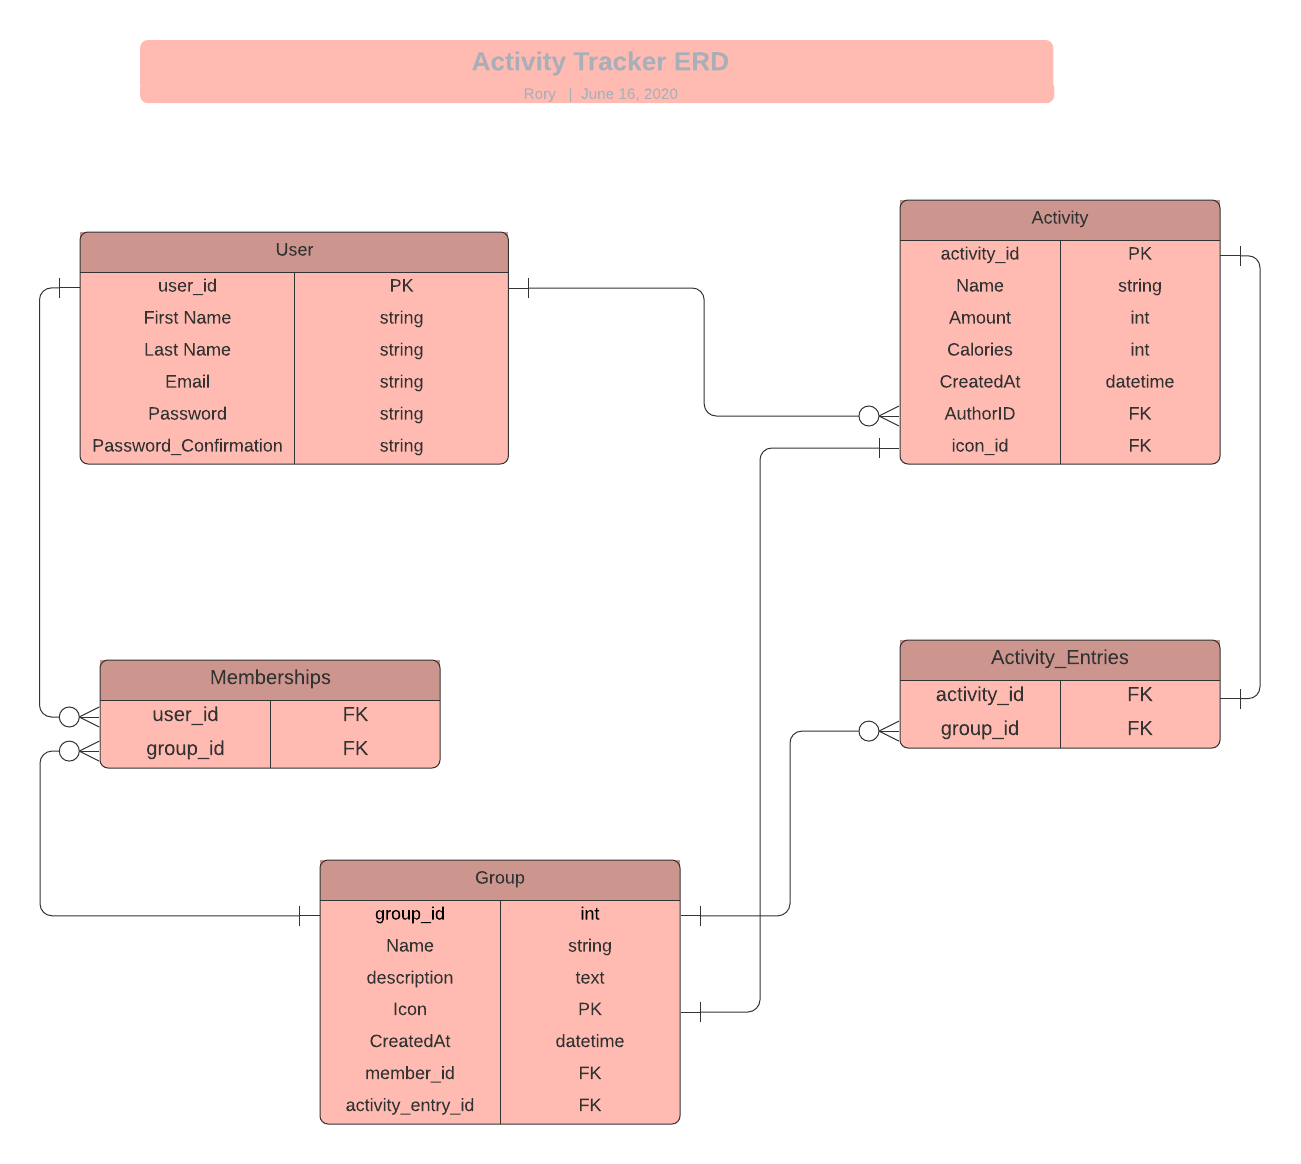 Activity Tracker ERD
Rory | June 16, 2020
User
user_id PK
First Name string
Last Name string
Email string
Password string
Password_Confirmation string
Activity
activity_id PK
Name string
Amount int
Calories int
CreatedAt datetime
AuthorID FK
icon_id FK
Memberships
user_id FK
group_id FK
Activity_Entries
activity_id FK
group_id FK
Group
group_id int
Name string
description text
Icon PK
CreatedAt datetime
member_id FK
activity_entry_id FK